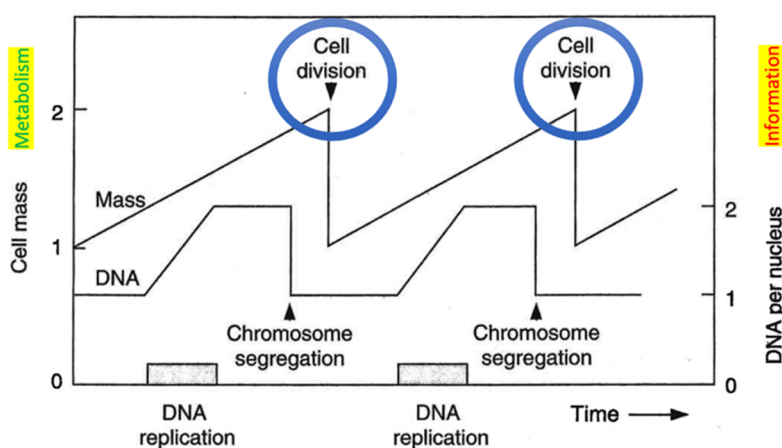 Metabolism
Cell mass
2
1
0
Cell
division
Cell
division
Mass
DNA
Chromosome
segregation
Chromosome
segregation
DNA
replication
DNA
replication
Time
2
1
0
Information
DNA per nucleus